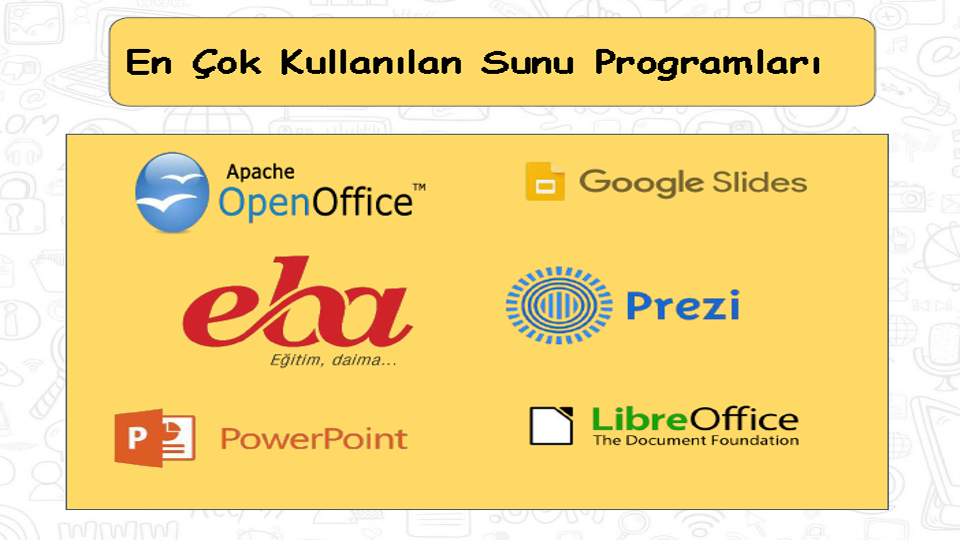 En Çok Kullanılan Sunu Programları
Apache
OpenOffice™
Google Slides
eba
Eğitim, daima...
Prezi
P
PowerPoint
LibreOffice
The Document Foundation